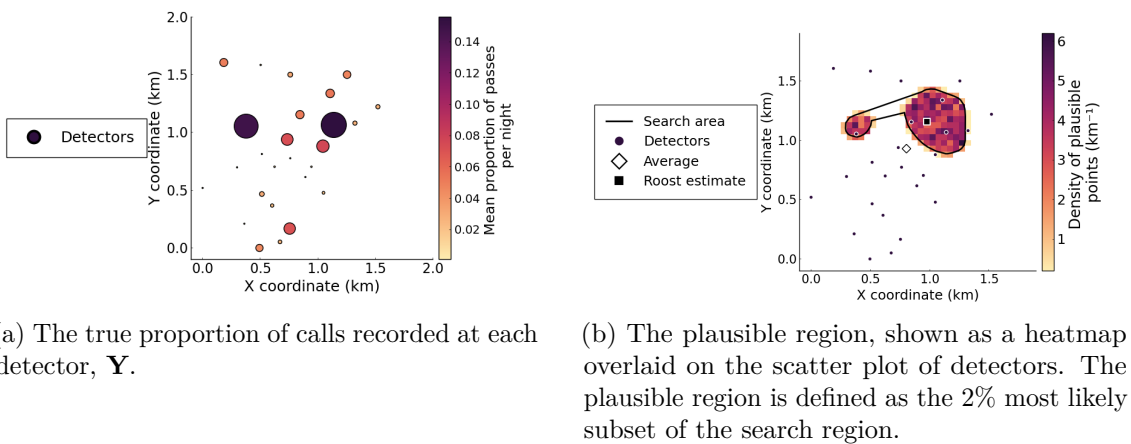 2.0
1.5
1.0
0.5
0.0
0.0
0.5
1.0
1.5
2.0
X coordinate (km)
Y coordinate (km)
Detectors
0.14
0.12
0.10
0.08
0.06
0.04
0.02
Mean proportion of passes
per night
a) The true proportion of calls recorded at each
detector, Y.
Search area
Detectors
Average
Roost estimate
1.5
1.0
0.5
0.0
0.0
0.5
1.0
1.5
X coordinate (km)
Y coordinate (km)
6
5
4
3
2
1
Density of plausible
points (km⁻¹)
(b) The plausible region, shown as a heatmap
overlaid on the scatter plot of detectors. The
plausible region is defined as the 2% most likely
subset of the search region.